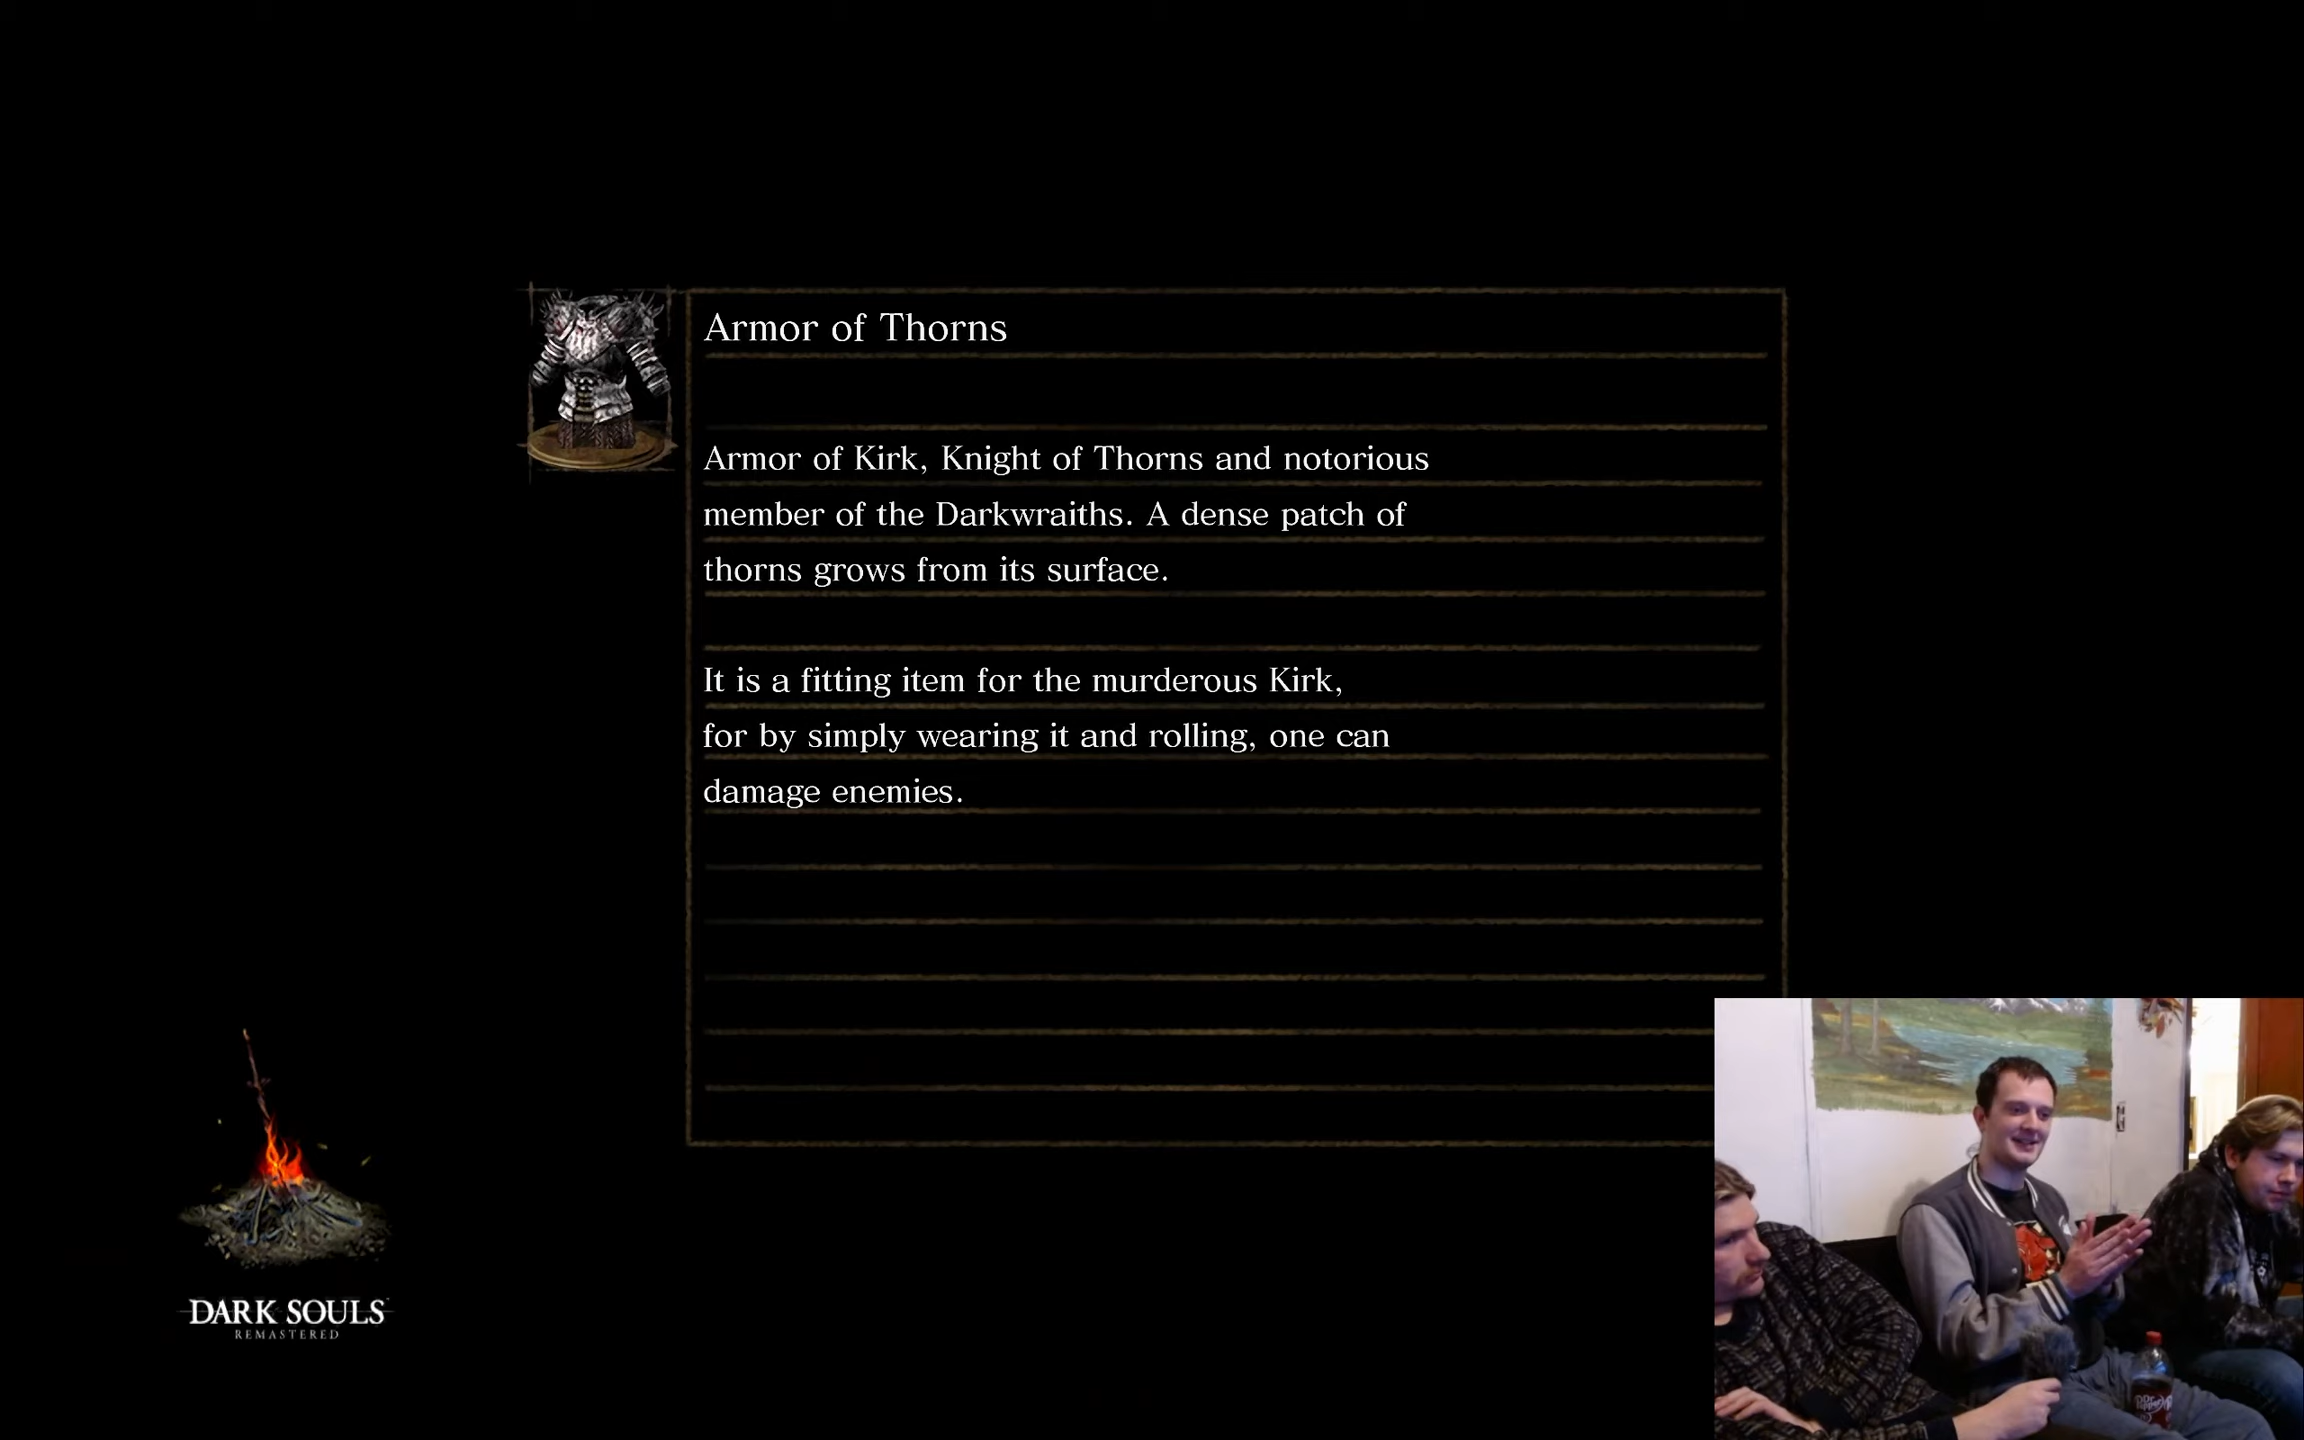 Armor of Thorns
Armor of Kirk, Knight of Thorns and notorious
member of the Darkwraiths. A dense patch of
thorns grows from its surface.
It is a fitting item for the murderous Kirk,
for by simply wearing it and rolling, one can
damage enemies.
DARK SOULS
REMASTERED
Dr Pepper